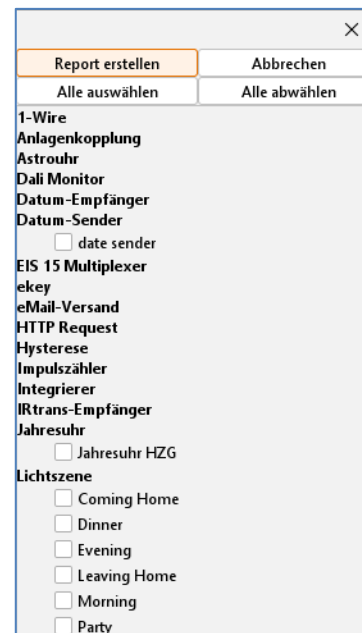 Report erstellen Abbrechen
Alle auswählen Alle abwählen
1-Wire
Anlagenkopplung
Astrouhr
Dali Monitor
Datum-Empfänger
Datum-Sender
date sender
EIS 15 Multiplexer
ekey
eMail-Versand
HTTP Request
Hysterese
Impulszähler
Integrierer
IRtrans-Empfänger
Jahresuhr
Jahresuhr HZG
Lichtszene
Coming Home
Dinner
Evening
Leaving Home
Morning
Party